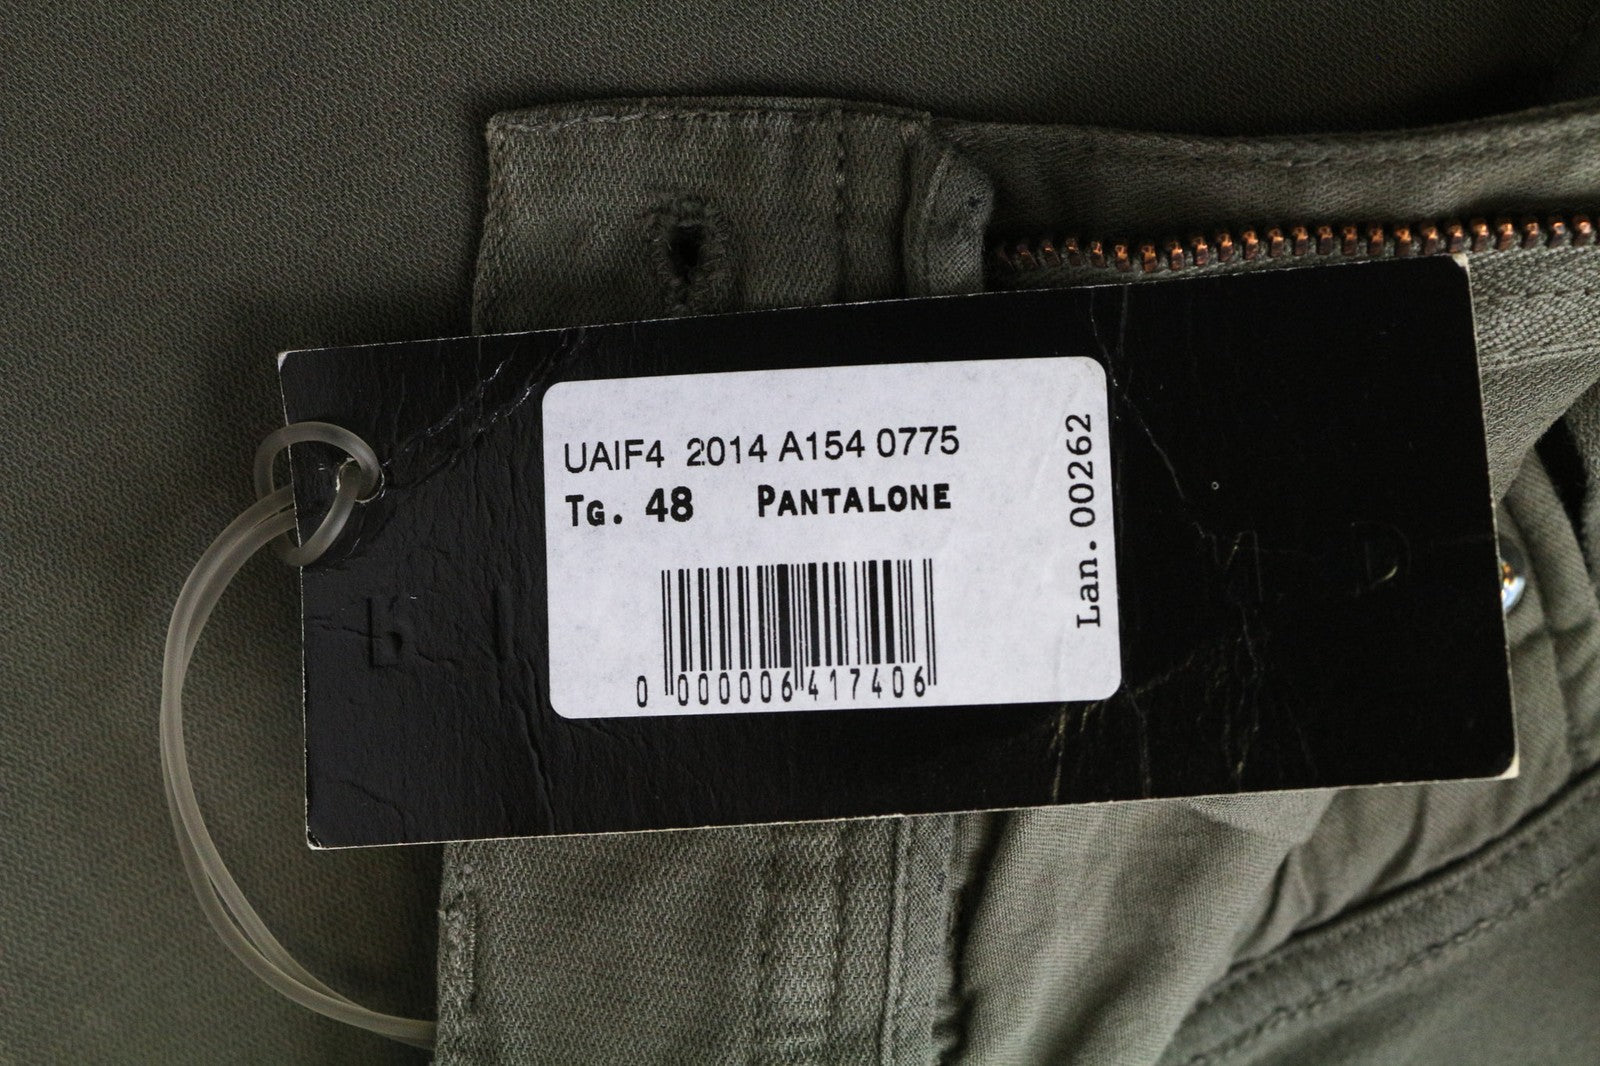 UAIF4 2014 A154 0775
Tg. 48 PANTALONE
0 000006 417406
Lan. 00262